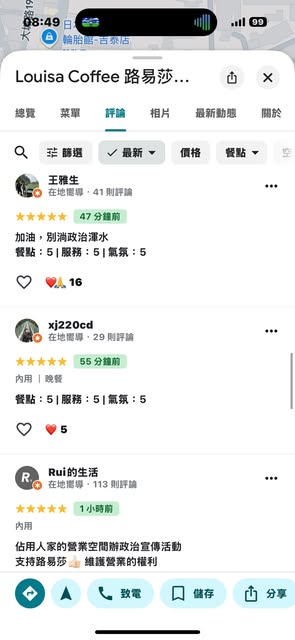 08:49
99
日
輪胎館-吉泰店
大
路19
Louisa Coffee 路易莎...
總覽 菜單 評論 相片 最新動態 關於
篩選 最新 價格 餐點
王雅生
在地嚮導・41 則評論
47 分鐘前
加油，別淌政治渾水
餐點：5 | 服務：5 | 氣氛：5
❤️🙏 16
xj220cd
在地嚮導・29 則評論
55 分鐘前
內用 | 晚餐
餐點：5 | 服務：5 | 氣氛：5
❤️ 5
R.
Rui的生活
在地嚮導・113 則評論
1 小時前
內用
佔用人家的營業空間辦政治宣傳活動
支持路易莎👍🏻 維護營業的權利
致電 儲存 分享